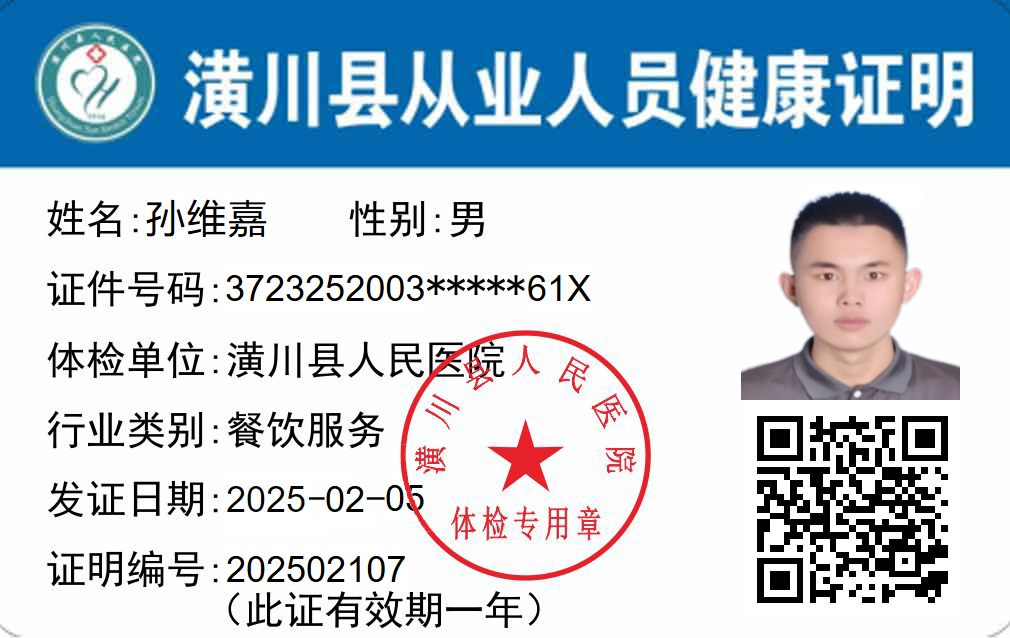 潢川县从业人员健康证明
姓名:孙维嘉 性别:男
证件号码:3723252003*****61X
体检单位:潢川县人民医院
行业类别:餐饮服务
发证日期:2025-02-05
证明编号:202502107
(此证有效期一年)
潢川县人民医院
体检专用章